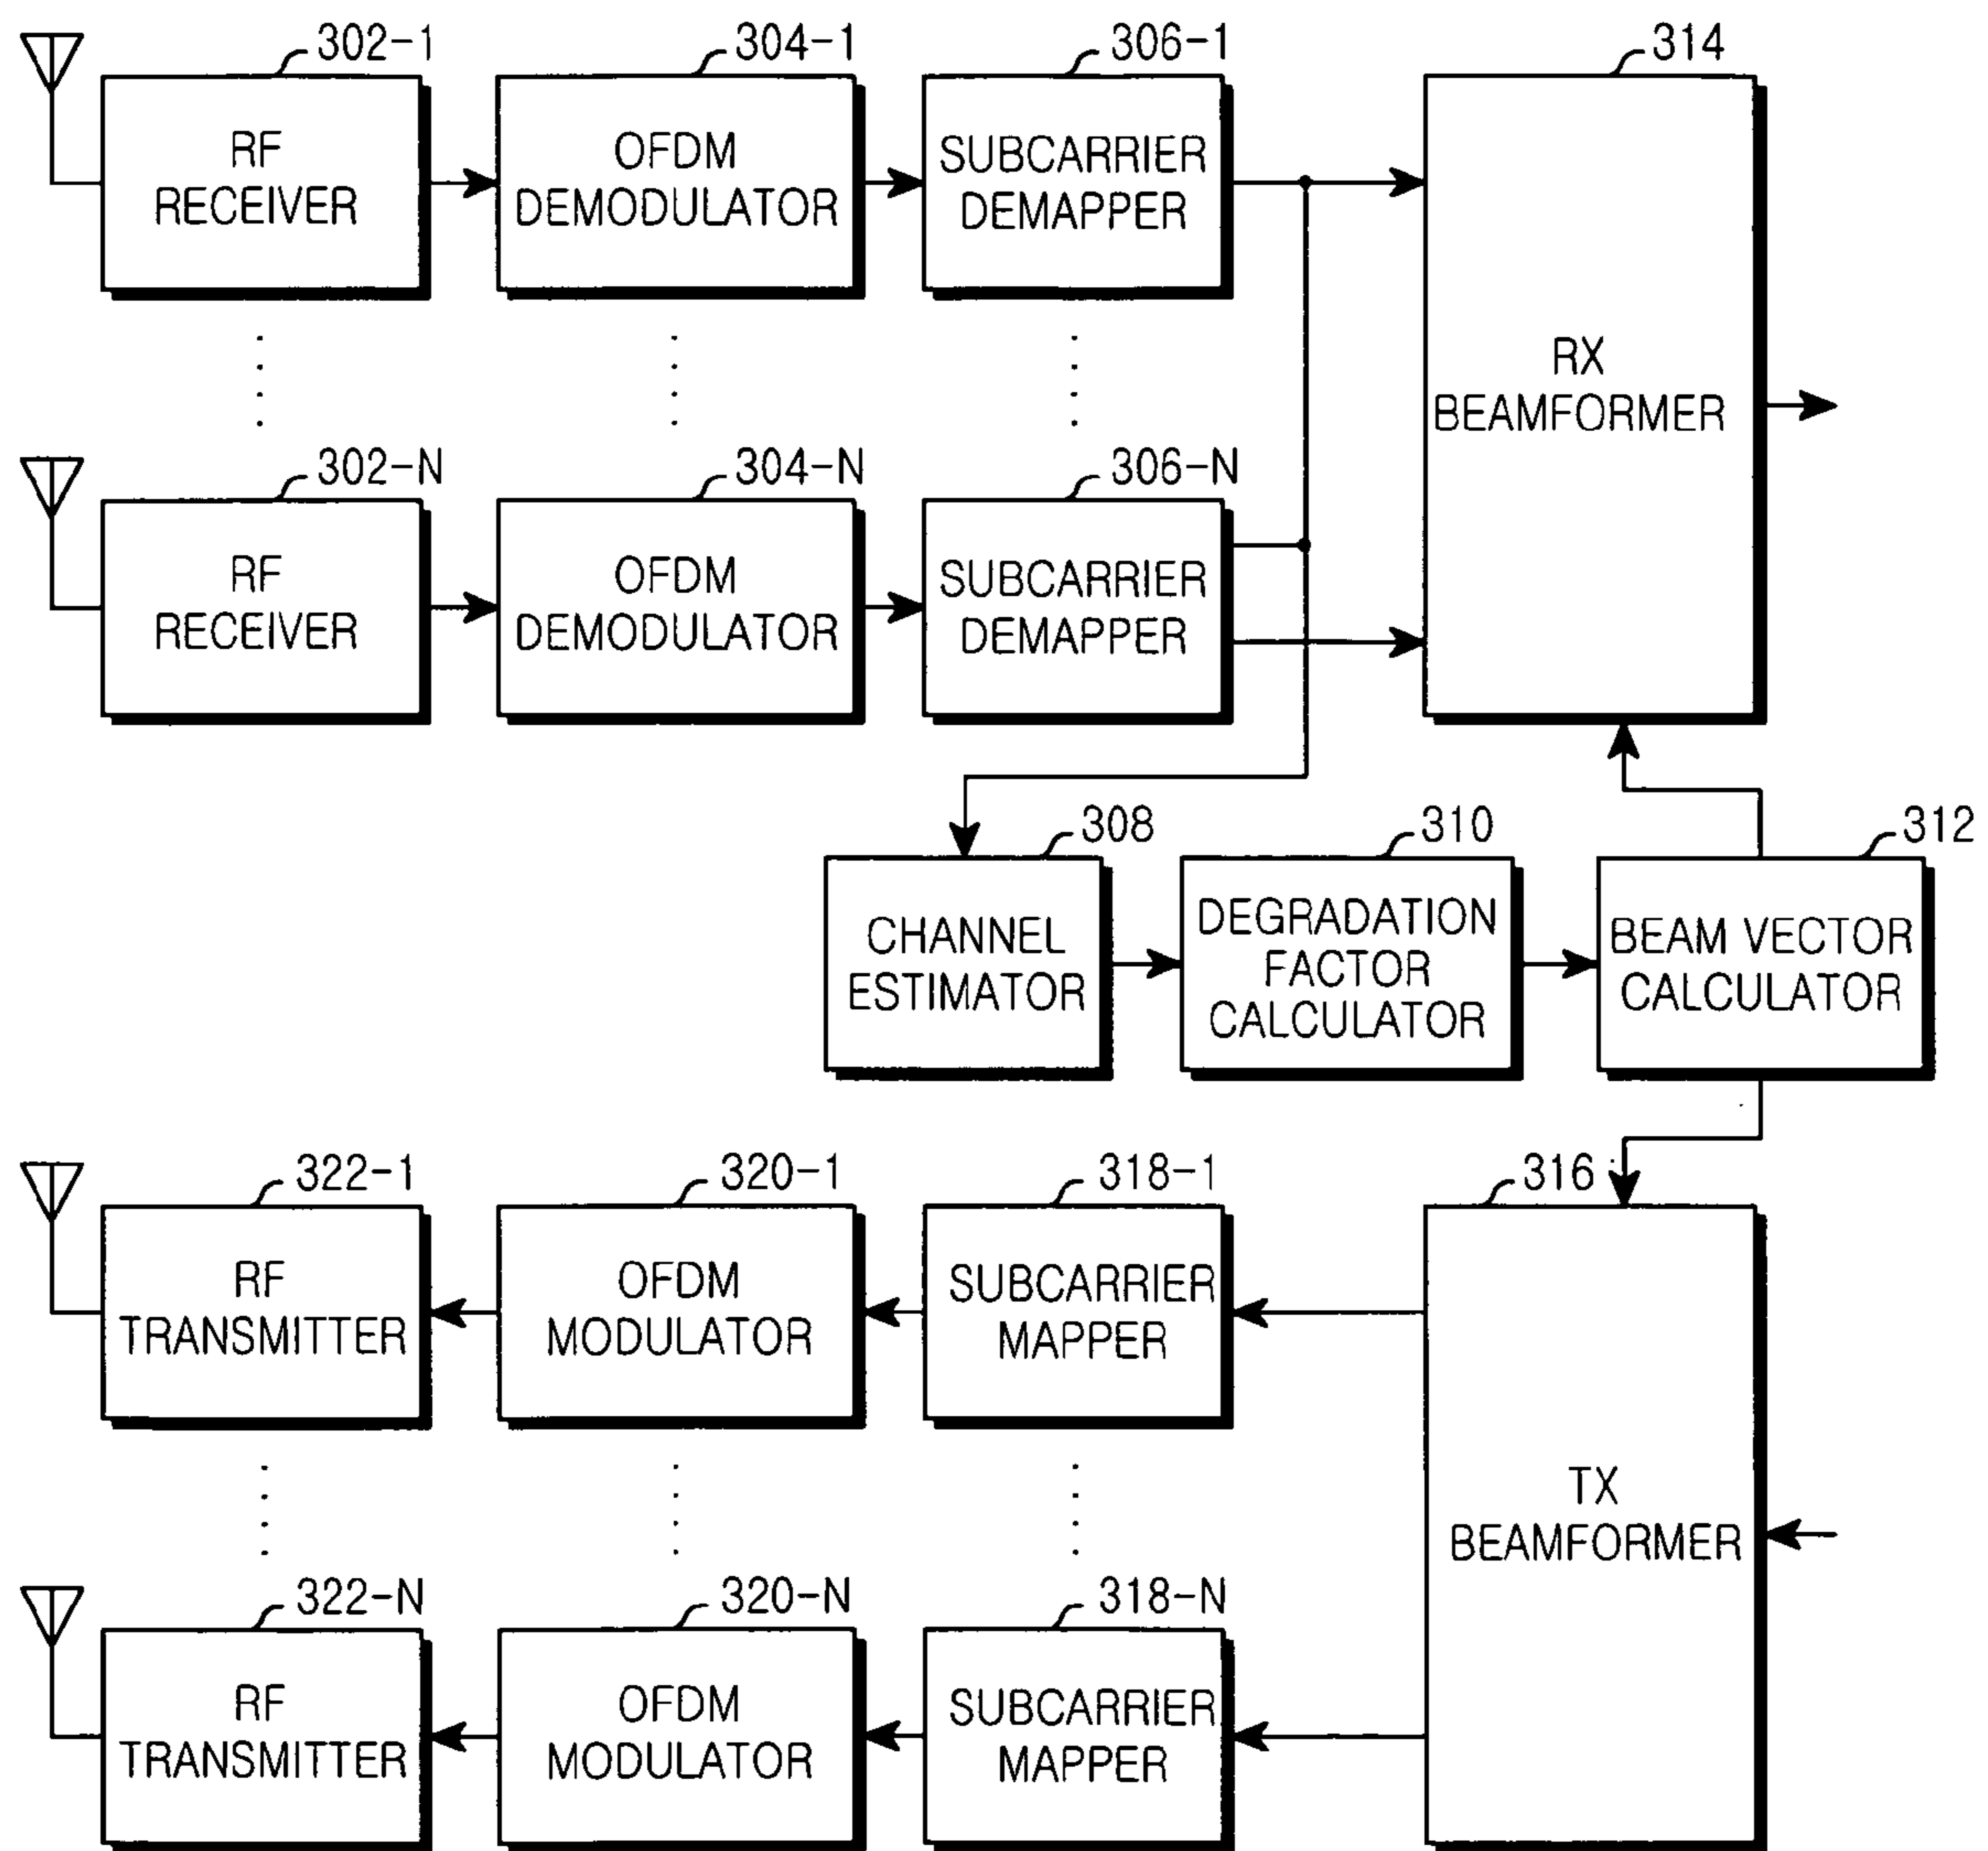 302-1
304-1
306-1
314
RF
RECEIVER
OFDM
DEMODULATOR
SUBCARRIER
DEMAPPER
RX
BEAMFORMER
302-N
304-N
306-N
RF
RECEIVER
OFDM
DEMODULATOR
SUBCARRIER
DEMAPPER
308
310
312
CHANNEL
ESTIMATOR
DEGRADATION
FACTOR
CALCULATOR
BEAM VECTOR
CALCULATOR
322-1
320-1
318-1
316
RF
TRANSMITTER
OFDM
MODULATOR
SUBCARRIER
MAPPER
TX
BEAMFORMER
322-N
320-N
318-N
RF
TRANSMITTER
OFDM
MODULATOR
SUBCARRIER
MAPPER